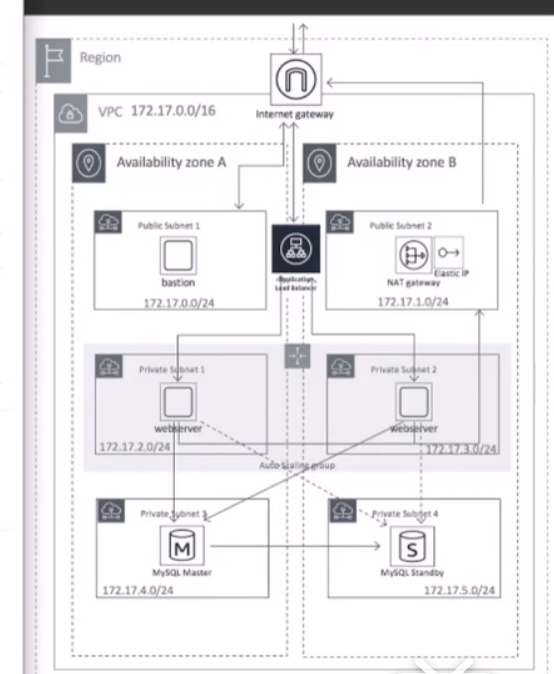 Region
Internet gateway
VPC 172.17.0.0/16
Availability zone A
Availability zone B
Public Subnet 1
bastion
172.17.0.0/24
Application
Load Balancer
Public Subnet 2
NAT gateway
Elastic IP
172.17.1.0/24
Private Subnet 1
webserver
172.17.2.0/24
Private Subnet 2
webserver
172.17.3.0/24
Auto Scaling group
Private Subnet 3
M
MySQL Master
172.17.4.0/24
Private Subnet 4
S
MySQL Standby
172.17.5.0/24